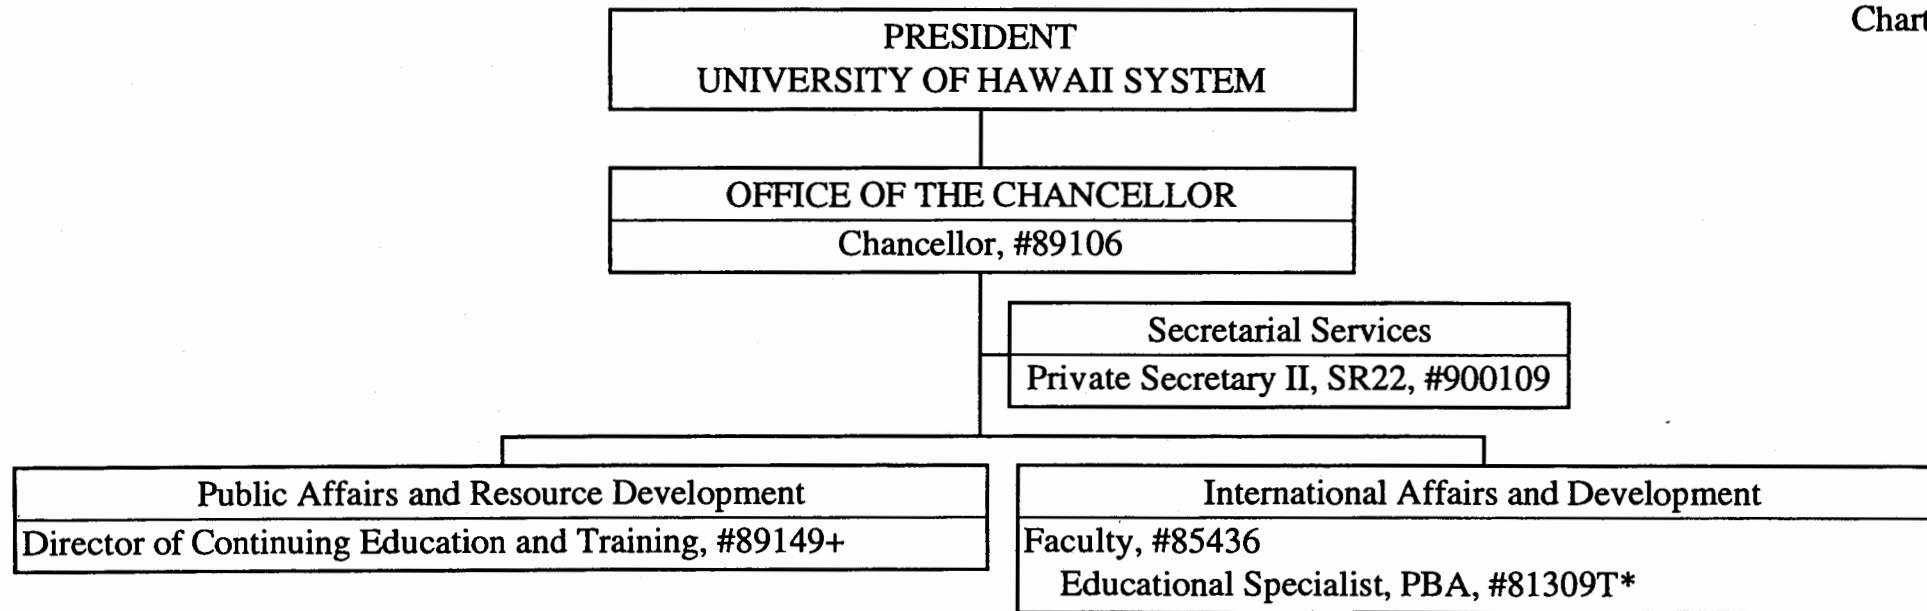 Chart
PRESIDENT
UNIVERSITY OF HAWAII SYSTEM
OFFICE OF THE CHANCELLOR
Chancellor, #89106
Secretarial Services
Private Secretary II, SR22, #900109
Public Affairs and Resource Development
Director of Continuing Education and Training, #89149+
International Affairs and Development
Faculty, #85436
Educational Specialist, PBA, #81309T*